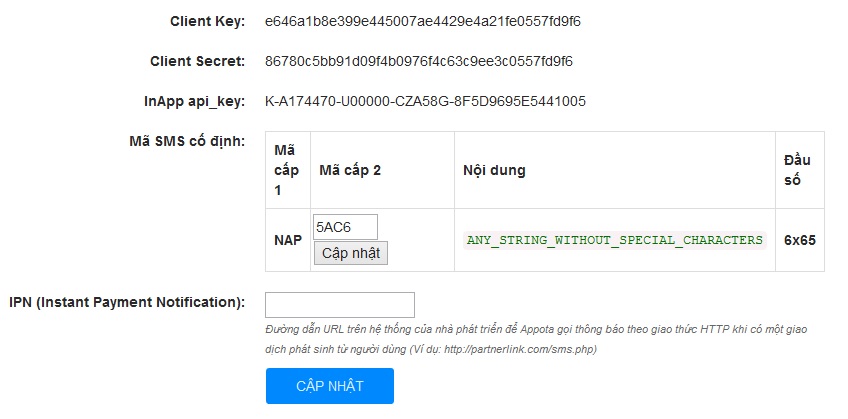 Client Key: e646a1b8e399e445007ae4429e4a21fe0557fd9f6
Client Secret: 86780c5bb91d09f4b0976f4c63c9ee3c0557fd9f6
InApp api_key: K-A174470-U00000-CZA58G-8F5D9695E5441005
Mã SMS cố định:
Mã cấp 1 Mã cấp 2 Nội dung Đầu số
NAP 5AC6 Cập nhật ANY_STRING_WITHOUT_SPECIAL_CHARACTERS 6x65
IPN (Instant Payment Notification):
Đường dẫn URL trên hệ thống của nhà phát triển để Appota gọi thông báo theo giao thức HTTP khi có một giao
dịch phát sinh từ người dùng (Ví dụ: http://partnerlink.com/sms.php)
CẬP NHẬT